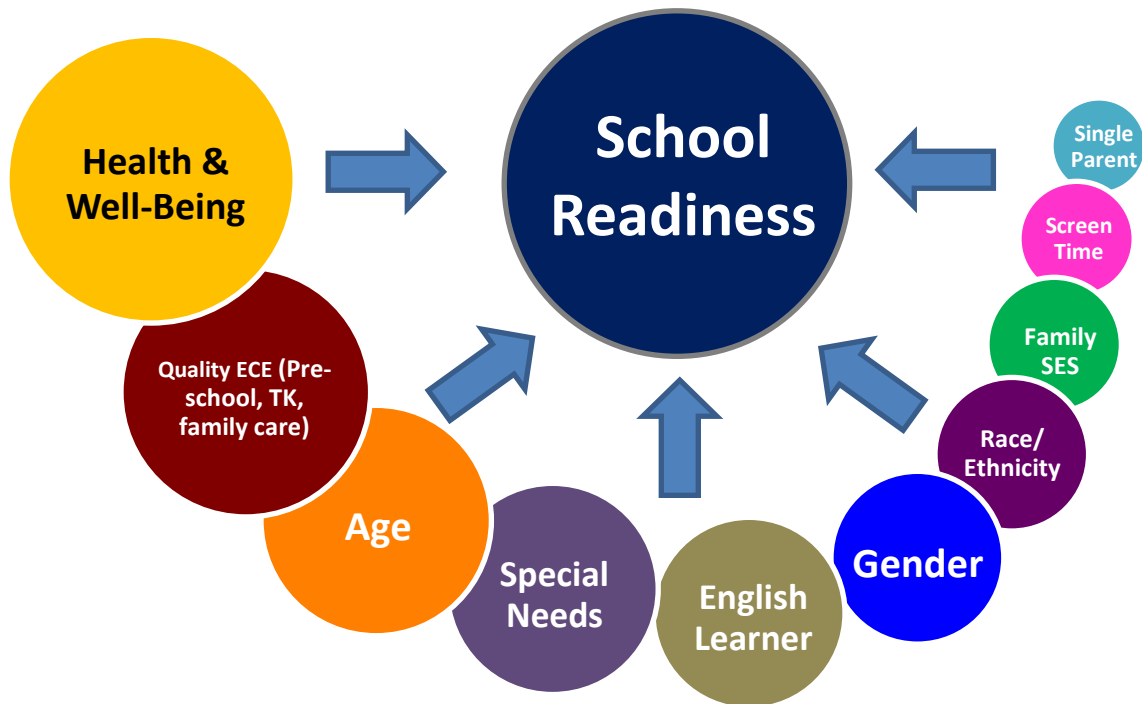 School
Readiness
Health &
Well-Being
Quality ECE (Pre-
school, TK,
family care)
Age
Special
Needs
English
Learner
Gender
Race/
Ethnicity
Family
SES
Screen
Time
Single
Parent